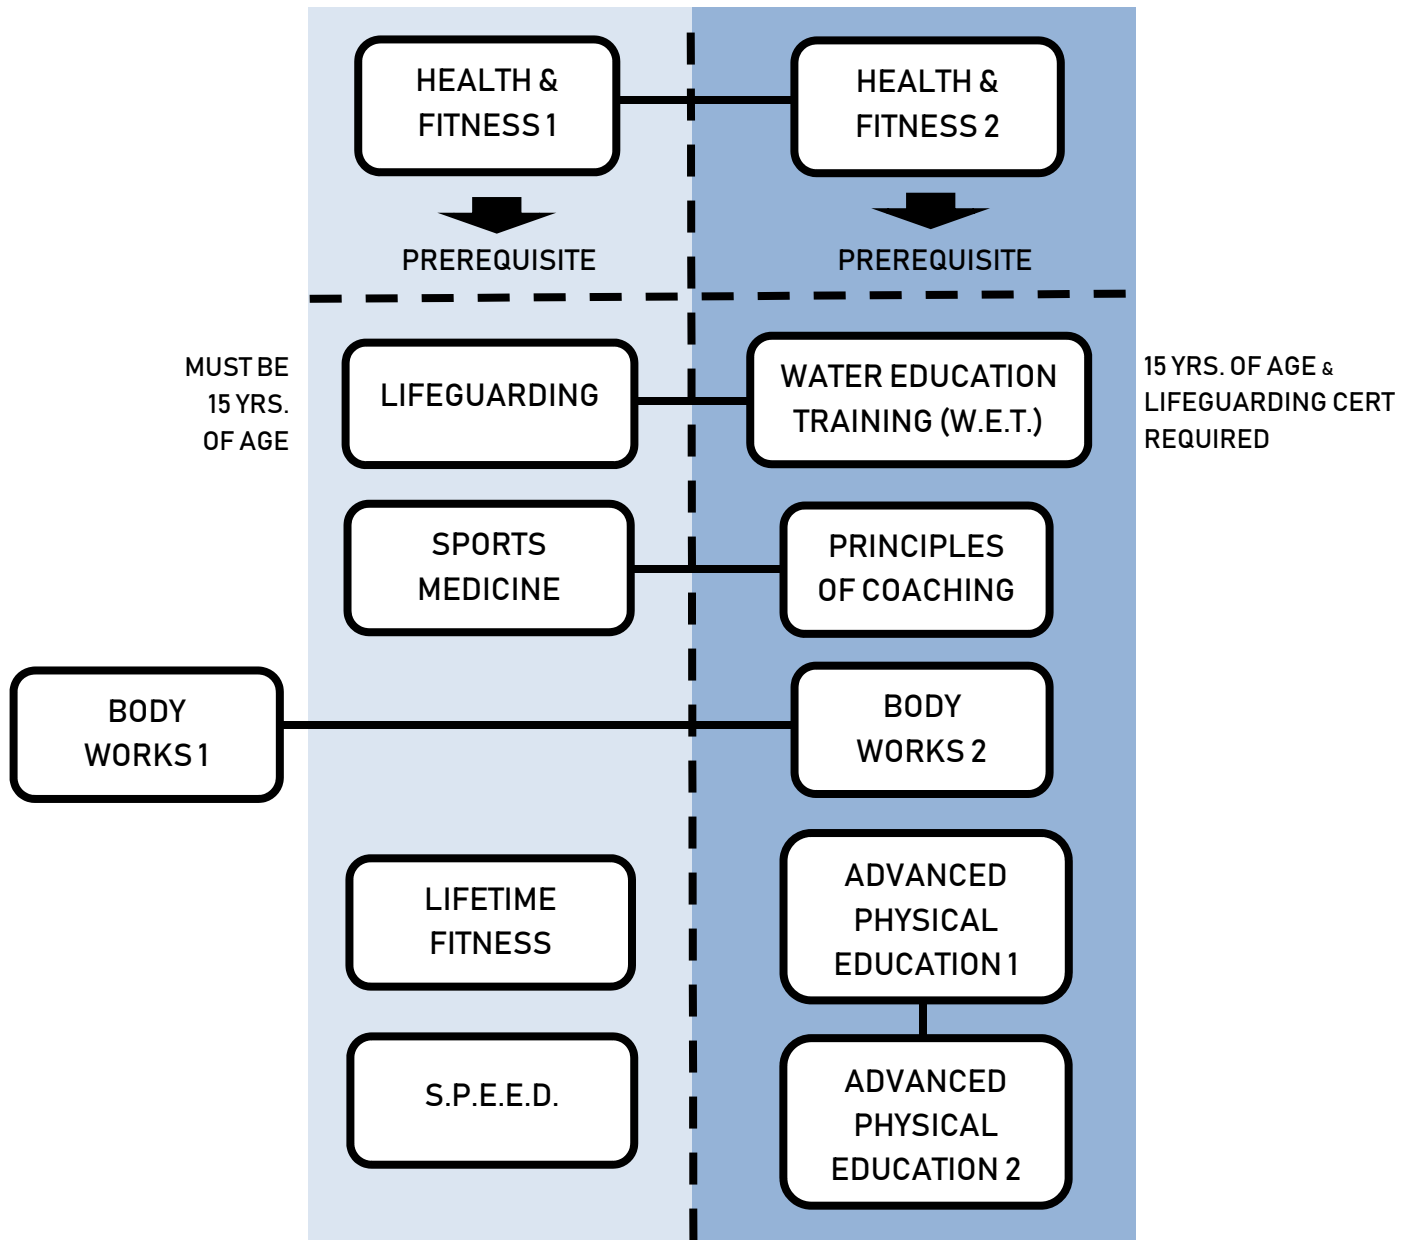 HEALTH &
FITNESS 1
HEALTH &
FITNESS 2
PREREQUISITE
PREREQUISITE
MUST BE
15 YRS.
OF AGE
LIFEGUARDING
WATER EDUCATION
TRAINING (W.E.T.)
15 YRS. OF AGE &
LIFEGUARDING CERT
REQUIRED
SPORTS
MEDICINE
PRINCIPLES
OF COACHING
BODY
WORKS 1
BODY
WORKS 2
LIFETIME
FITNESS
ADVANCED
PHYSICAL
EDUCATION 1
S.P.E.E.D.
ADVANCED
PHYSICAL
EDUCATION 2